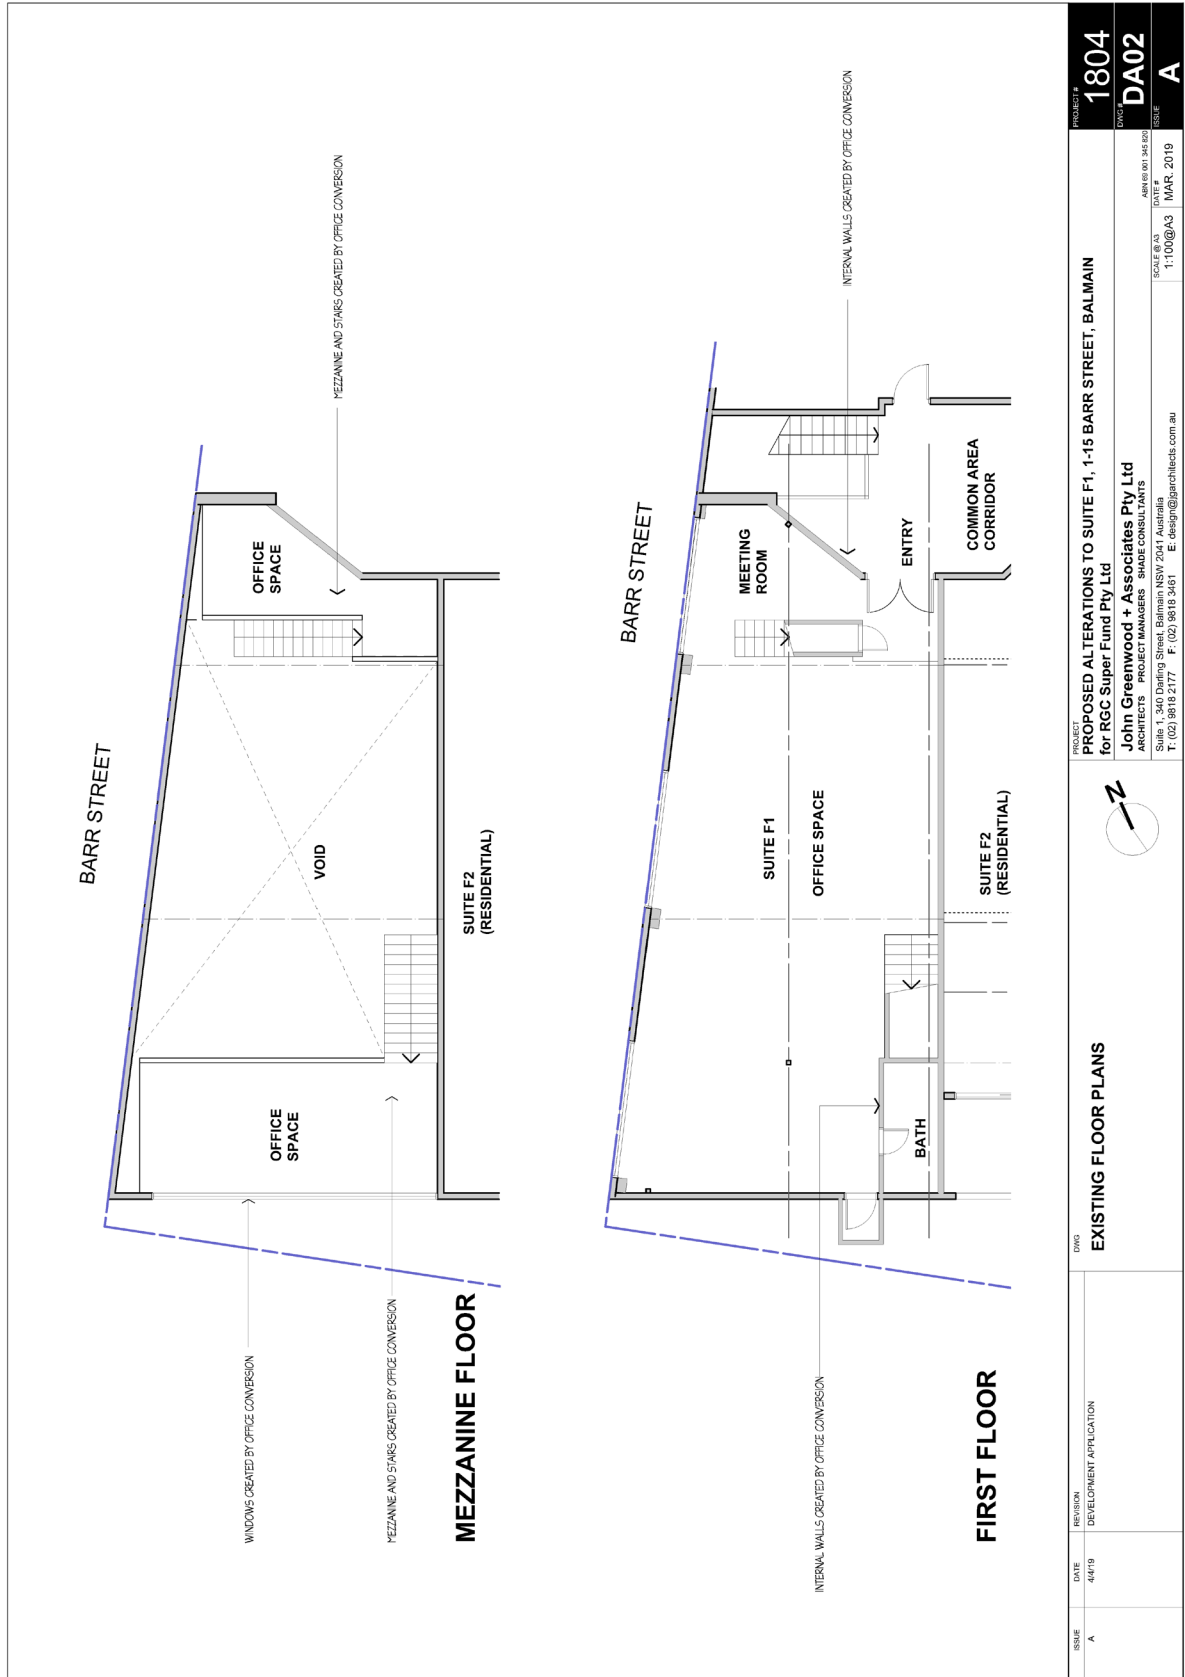 BARR STREET
MEZZANINE AND STAIRS CREATED BY OFFICE CONVERSION
OFFICE
SPACE
VOID
OFFICE
SPACE
SUITE F2
(RESIDENTIAL)
WINDOWS CREATED BY OFFICE CONVERSION
MEZZANINE AND STAIRS CREATED BY OFFICE CONVERSION
MEZZANINE FLOOR
BARR STREET
INTERNAL WALLS CREATED BY OFFICE CONVERSION
MEETING
ROOM
ENTRY
COMMON AREA
CORRIDOR
SUITE F1
OFFICE SPACE
SUITE F2
(RESIDENTIAL)
BATH
INTERNAL WALLS CREATED BY OFFICE CONVERSION
FIRST FLOOR
ISSUE
DATE
REVISION
A
4/4/19
DEVELOPMENT APPLICATION
DWG
EXISTING FLOOR PLANS
N
PROJECT
PROPOSED ALTERATIONS TO SUITE F1, 1-15 BARR STREET, BALMAIN
for RGC Super Fund Pty Ltd
John Greenwood + Associates Pty Ltd
ABN 69 001 345 820
ARCHITECTS PROJECT MANAGERS SHADE CONSULTANTS
Suite 1, 340 Darling Street, Balmain NSW 2041 Australia
T: (02) 9818 2177 F: (02) 9818 3461 E: design@jgarchitects.com.au
SCALE @ A3
1:100@A3
DATE #
MAR. 2019
PROJECT #
1804
DWG #
DA02
ISSUE
A